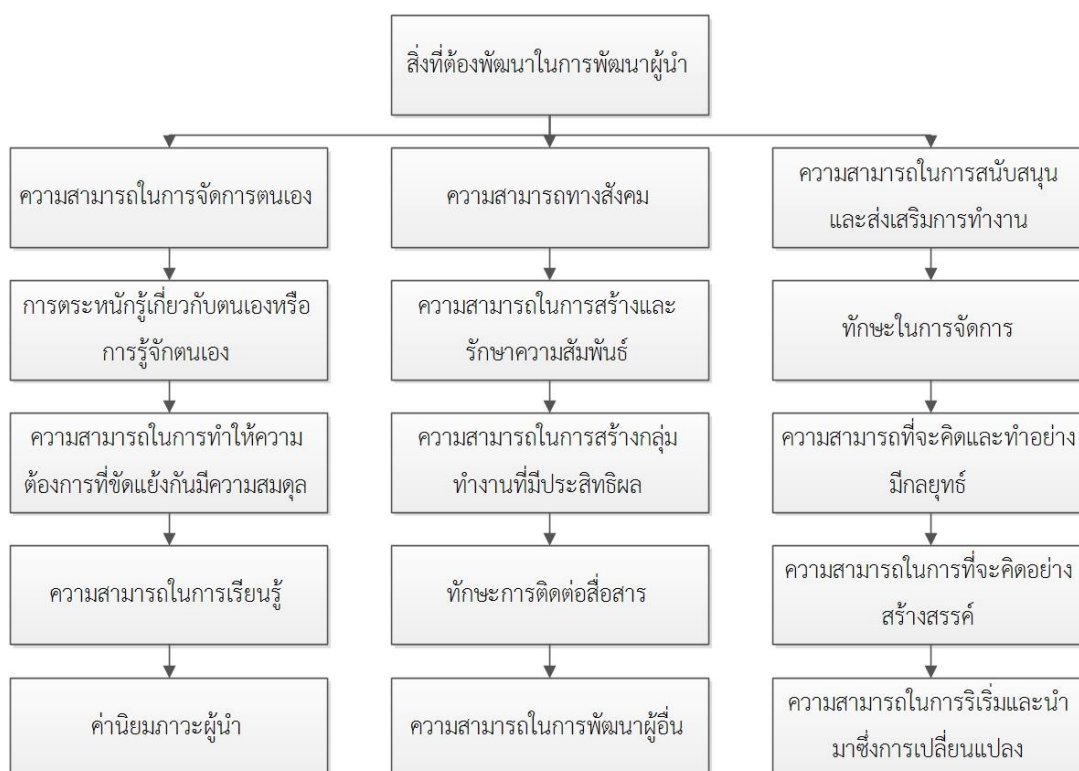 สิ่งที่ต้องพัฒนาในการพัฒนาผู้นำ
ความสามารถในการจัดการตนเอง
ความสามารถทางสังคม
ความสามารถในการสนับสนุน
และส่งเสริมการทำงาน
การตระหนักรู้เกี่ยวกับตนเองหรือ
การรู้จักตนเอง
ความสามารถในการสร้างและ
รักษาความสัมพันธ์
ทักษะในการจัดการ
ความสามารถในการทำให้ความ
ต้องการที่ขัดแย้งกันมีความสมดุล
ความสามารถในการสร้างกลุ่ม
ทำงานที่มีประสิทธิผล
ความสามารถที่จะคิดและทำอย่าง
มีกลยุทธ์
ความสามารถในการเรียนรู้
ทักษะการติดต่อสื่อสาร
ความสามารถในการที่จะคิดอย่าง
สร้างสรรค์
ค่านิยมภาวะผู้นำ
ความสามารถในการพัฒนาผู้อื่น
ความสามารถในการริเริ่มและนำ
มาซึ่งการเปลี่ยนแปลง